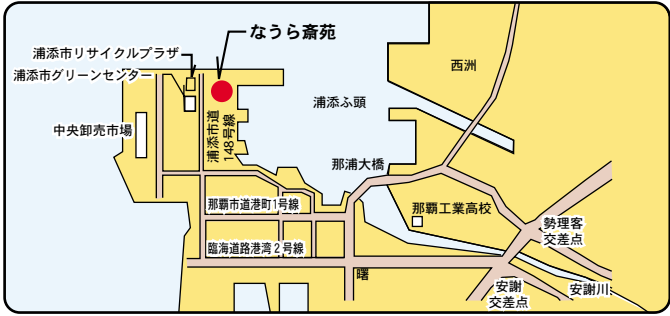 なうら斎苑
浦添市リサイクルプラザ
浦添市グリーンセンター
西洲
浦添ふ頭
中央卸売市場
浦添市道
148号線
那浦大橋
那覇市道港町1号線
那覇工業高校
勢理客
交差点
臨海道路港湾2号線
曙
安謝
交差点
安謝川